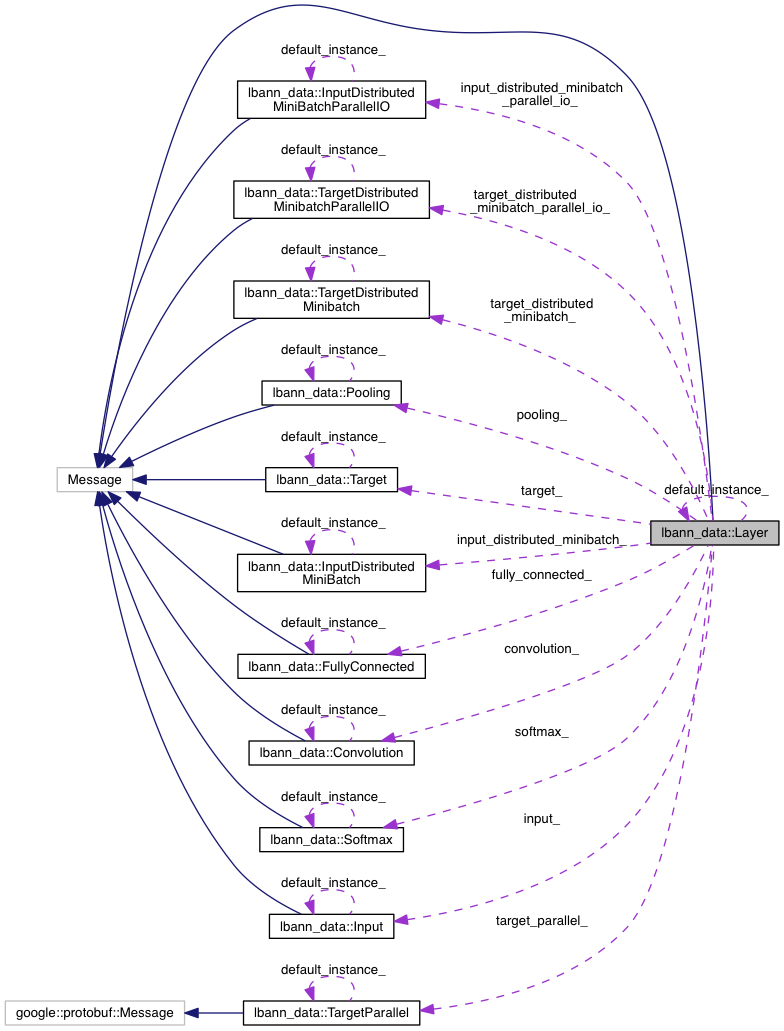 default_instance_
lbann_data::InputDistributed
MiniBatchParallelIO
input_distributed_minibatch
_parallel_io_
default_instance_
lbann_data::TargetDistributed
MinibatchParallelIO
target_distributed
_minibatch_parallel_io_
default_instance_
lbann_data::TargetDistributed
Minibatch
target_distributed
_minibatch_
default_instance_
lbann_data::Pooling
pooling_
default_instance_
lbann_data::Target
target_
Message
default_instance_
lbann_data::Layer
default_instance_
lbann_data::InputDistributed
MiniBatch
input_distributed_minibatch_
fully_connected_
default_instance_
lbann_data::FullyConnected
convolution_
default_instance_
lbann_data::Convolution
softmax_
default_instance_
lbann_data::Softmax
input_
default_instance_
lbann_data::Input
target_parallel_
default_instance_
lbann_data::TargetParallel
google::protobuf::Message